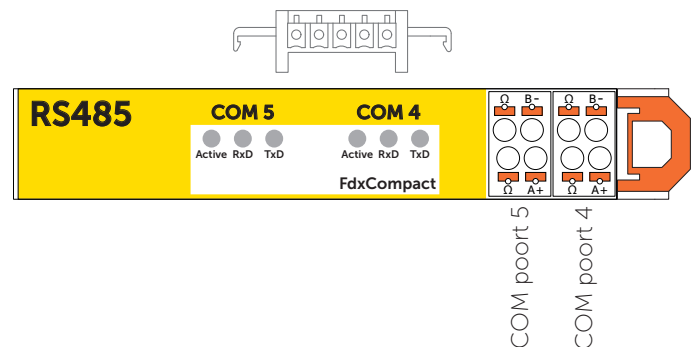 RS485
COM 5
COM 4
Active RxD TxD
Active RxD TxD
FdxCompact
Ω B-
Ω B-
Ω A+
Ω A+
COM poort 5
COM poort 4